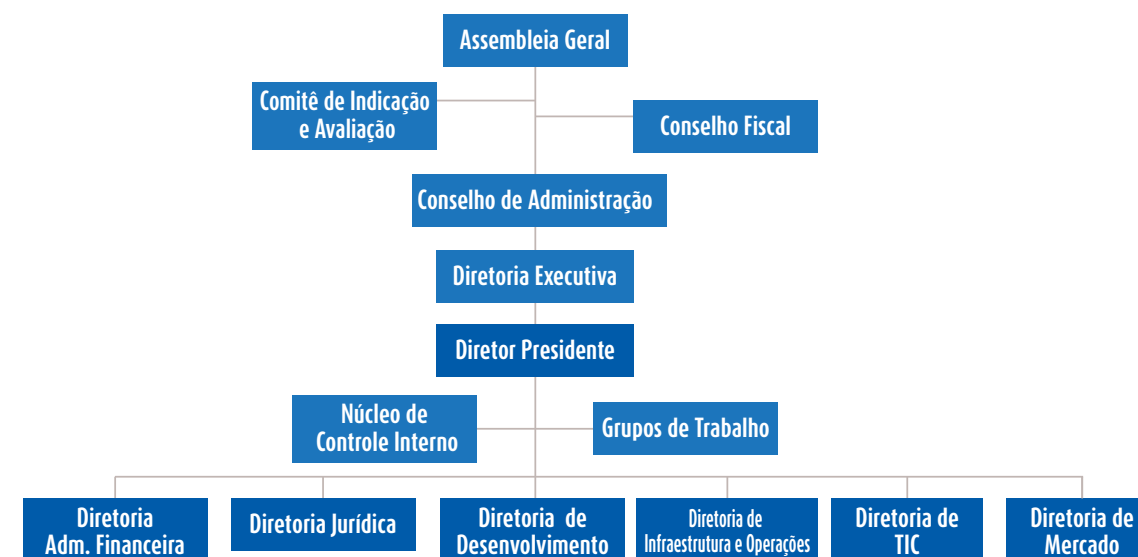 Assembleia Geral
Comitê de Indicação
e Avaliação
Conselho Fiscal
Conselho de Administração
Diretoria Executiva
Diretor Presidente
Núcleo de
Controle Interno
Grupos de Trabalho
Diretoria
Adm. Financeira
Diretoria Jurídica
Diretoria de
Desenvolvimento
Diretoria de
Infraestrutura e Operações
Diretoria de
TIC
Diretoria de
Mercado